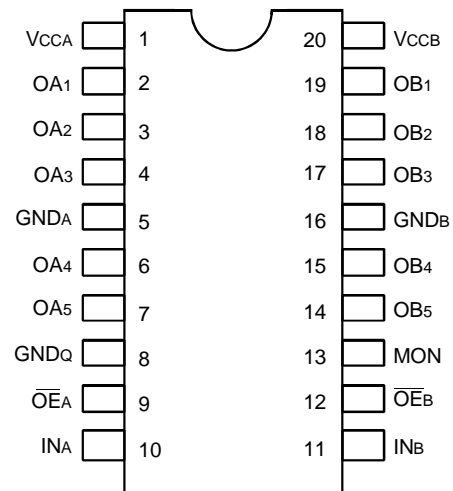 VCCA 1 20 VCCB
OA1 2 19 OB1
OA2 3 18 OB2
OA3 4 17 OB3
GNDA 5 16 GNDB
OA4 6 15 OB4
OA5 7 14 OB5
GNDQ 8 13 MON
O̅E̅A 9 12 O̅E̅B
INA 10 11 INB